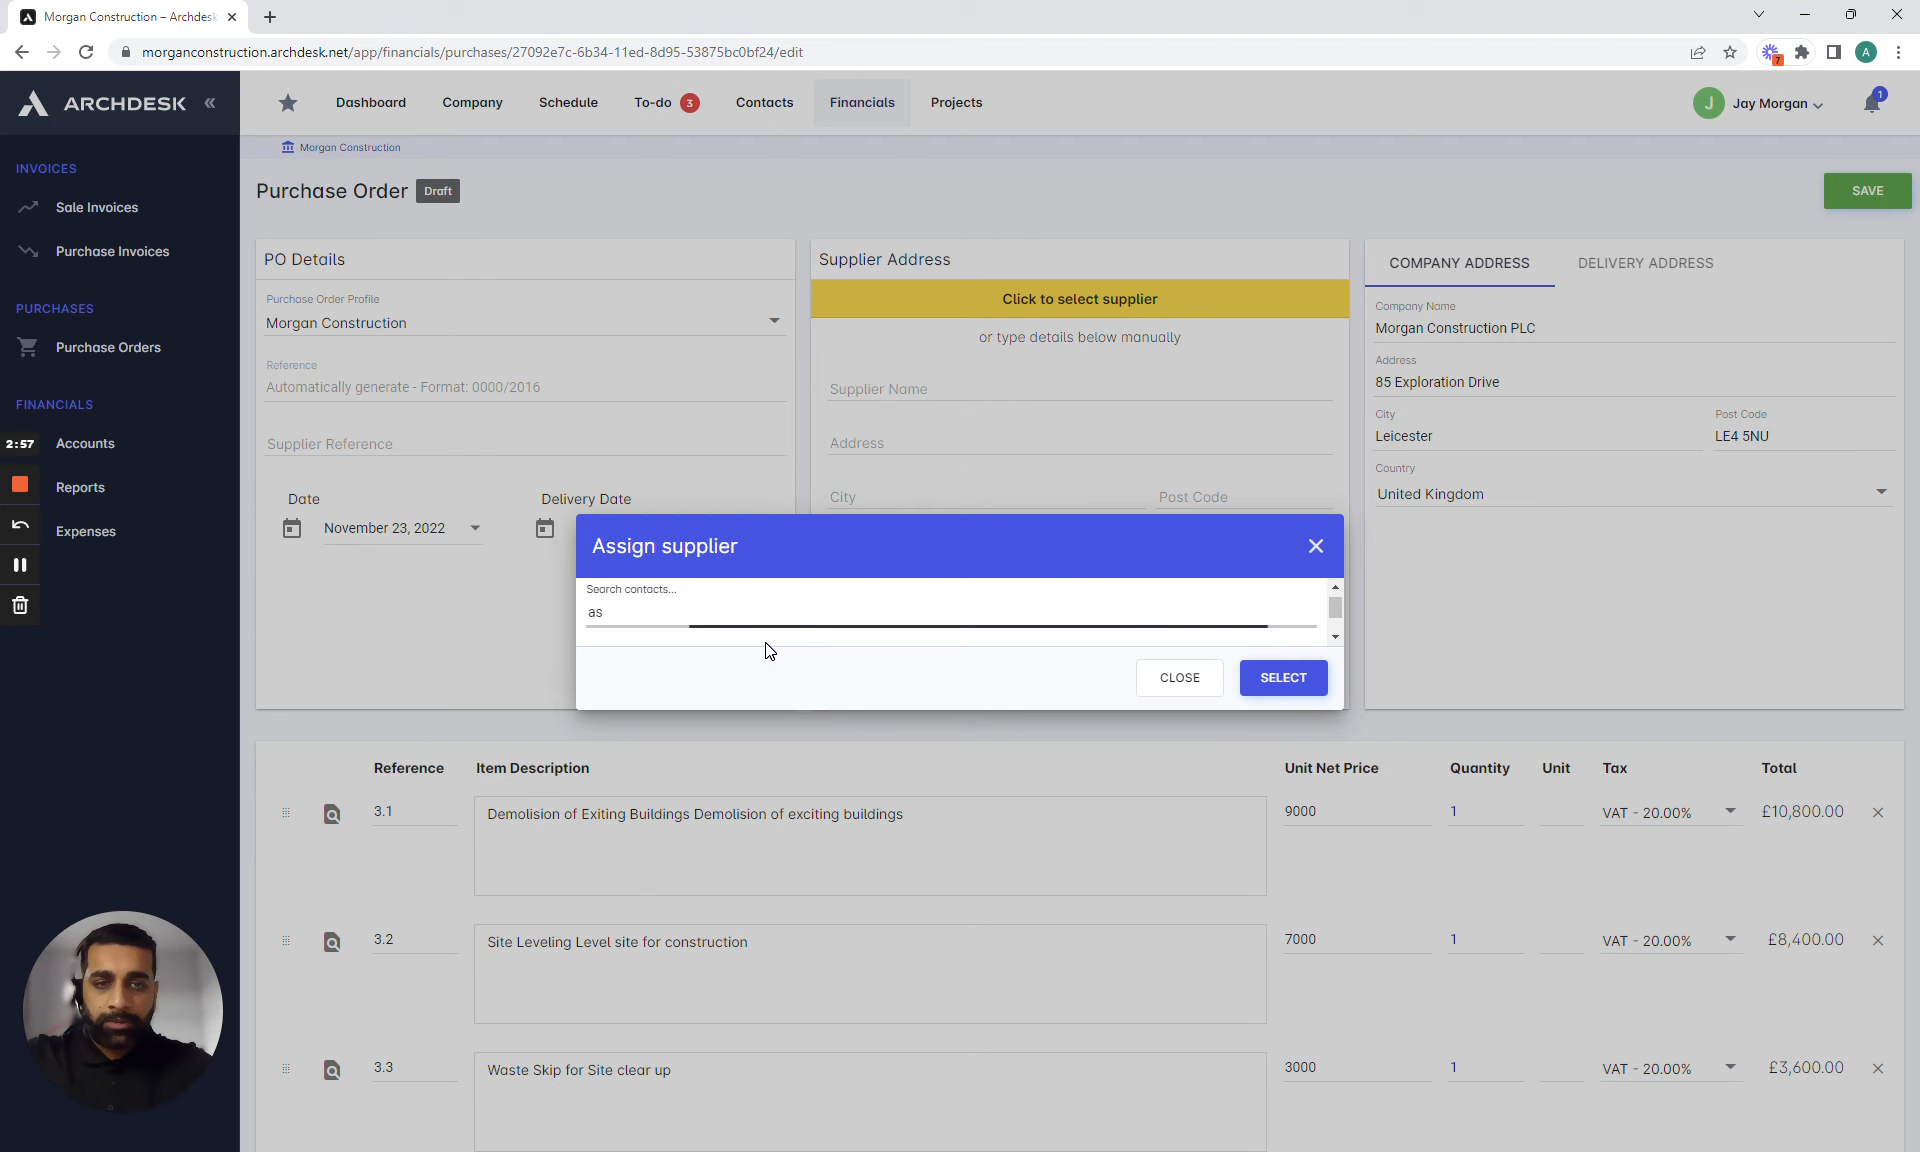 Morgan Construction – Archdesk
morganconstruction.archdesk.net/app/financials/purchases/27092e7c-6b34-11ed-8d95-53875bc0bf24/edit
7
A
ARCHDESK
Dashboard
Company
Schedule
To-do 3
Contacts
Financials
Projects
J Jay Morgan
1
Morgan Construction
INVOICES
Sale Invoices
Purchase Invoices
PURCHASES
Purchase Orders
FINANCIALS
2:57
Accounts
Reports
Expenses
Purchase Order Draft
SAVE
PO Details
Purchase Order Profile
Morgan Construction
Reference
Automatically generate - Format: 0000/2016
Supplier Reference
Date
Delivery Date
November 23, 2022
Supplier Address
Click to select supplier
or type details below manually
Supplier Name
Address
City
Post Code
COMPANY ADDRESS
DELIVERY ADDRESS
Company Name
Morgan Construction PLC
Address
85 Exploration Drive
City
Post Code
Leicester
LE4 5NU
Country
United Kingdom
Assign supplier
Search contacts...
as
CLOSE
SELECT
Reference Item Description Unit Net Price Quantity Unit Tax Total
3.1 Demolision of Exiting Buildings Demolision of exciting buildings 9000 1 VAT - 20.00% £10,800.00
3.2 Site Leveling Level site for construction 7000 1 VAT - 20.00% £8,400.00
3.3 Waste Skip for Site clear up 3000 1 VAT - 20.00% £3,600.00